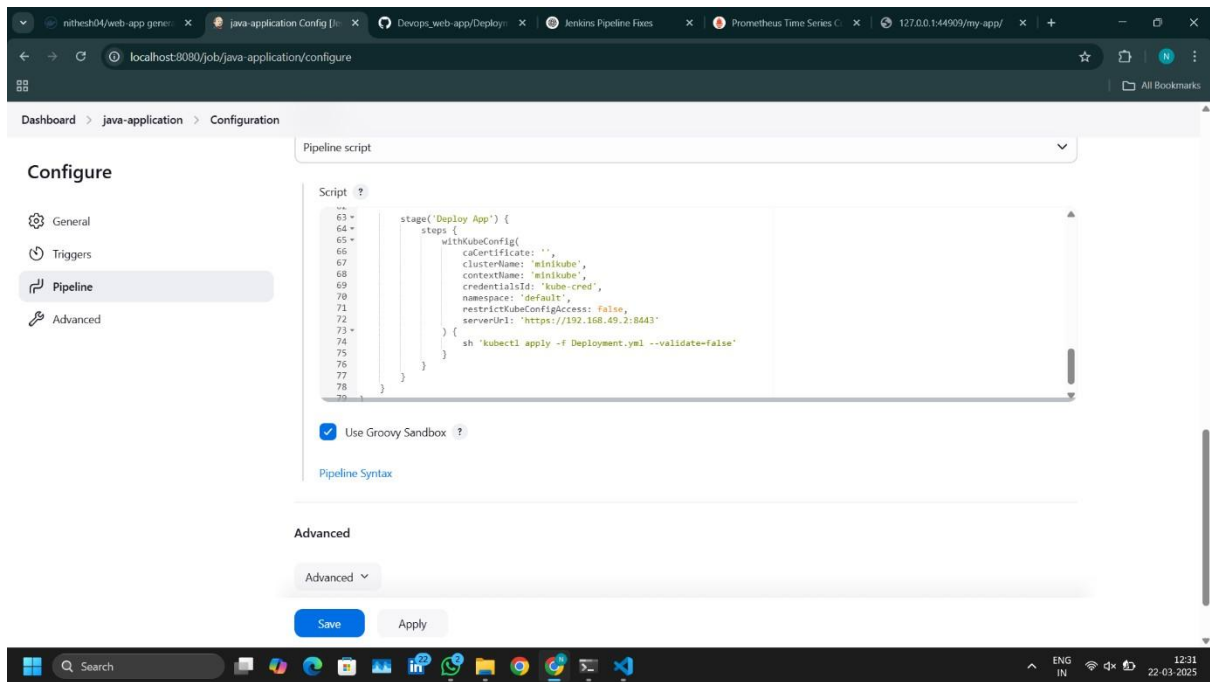 nithesh04/web-app gener
java-application Config [Je
Devops_web-app/Deploym
Jenkins Pipeline Fixes
Prometheus Time Series C
127.0.0.1:44909/my-app/
localhost:8080/job/java-application/configure
N
All Bookmarks
Dashboard > java-application > Configuration
Configure
General
Triggers
Pipeline
Advanced
Pipeline script
Script ?
62
63 stage('Deploy App') {
64 steps {
65 withKubeConfig(
66 caCertificate: '',
67 clusterName: 'minikube',
68 contextName: 'minikube',
69 credentialsId: 'kube-cred',
70 namespace: 'default',
71 restrictKubeConfigAccess: false,
72 serverUrl: 'https://192.168.49.2:8443'
73 ) {
74 sh 'kubectl apply -f Deployment.yml --validate=false'
75 }
76 }
77 }
78 }
79 }
Use Groovy Sandbox ?
Pipeline Syntax
Advanced
Advanced
Save Apply
Search
22
2
ENG
IN
12:31
22-03-2025